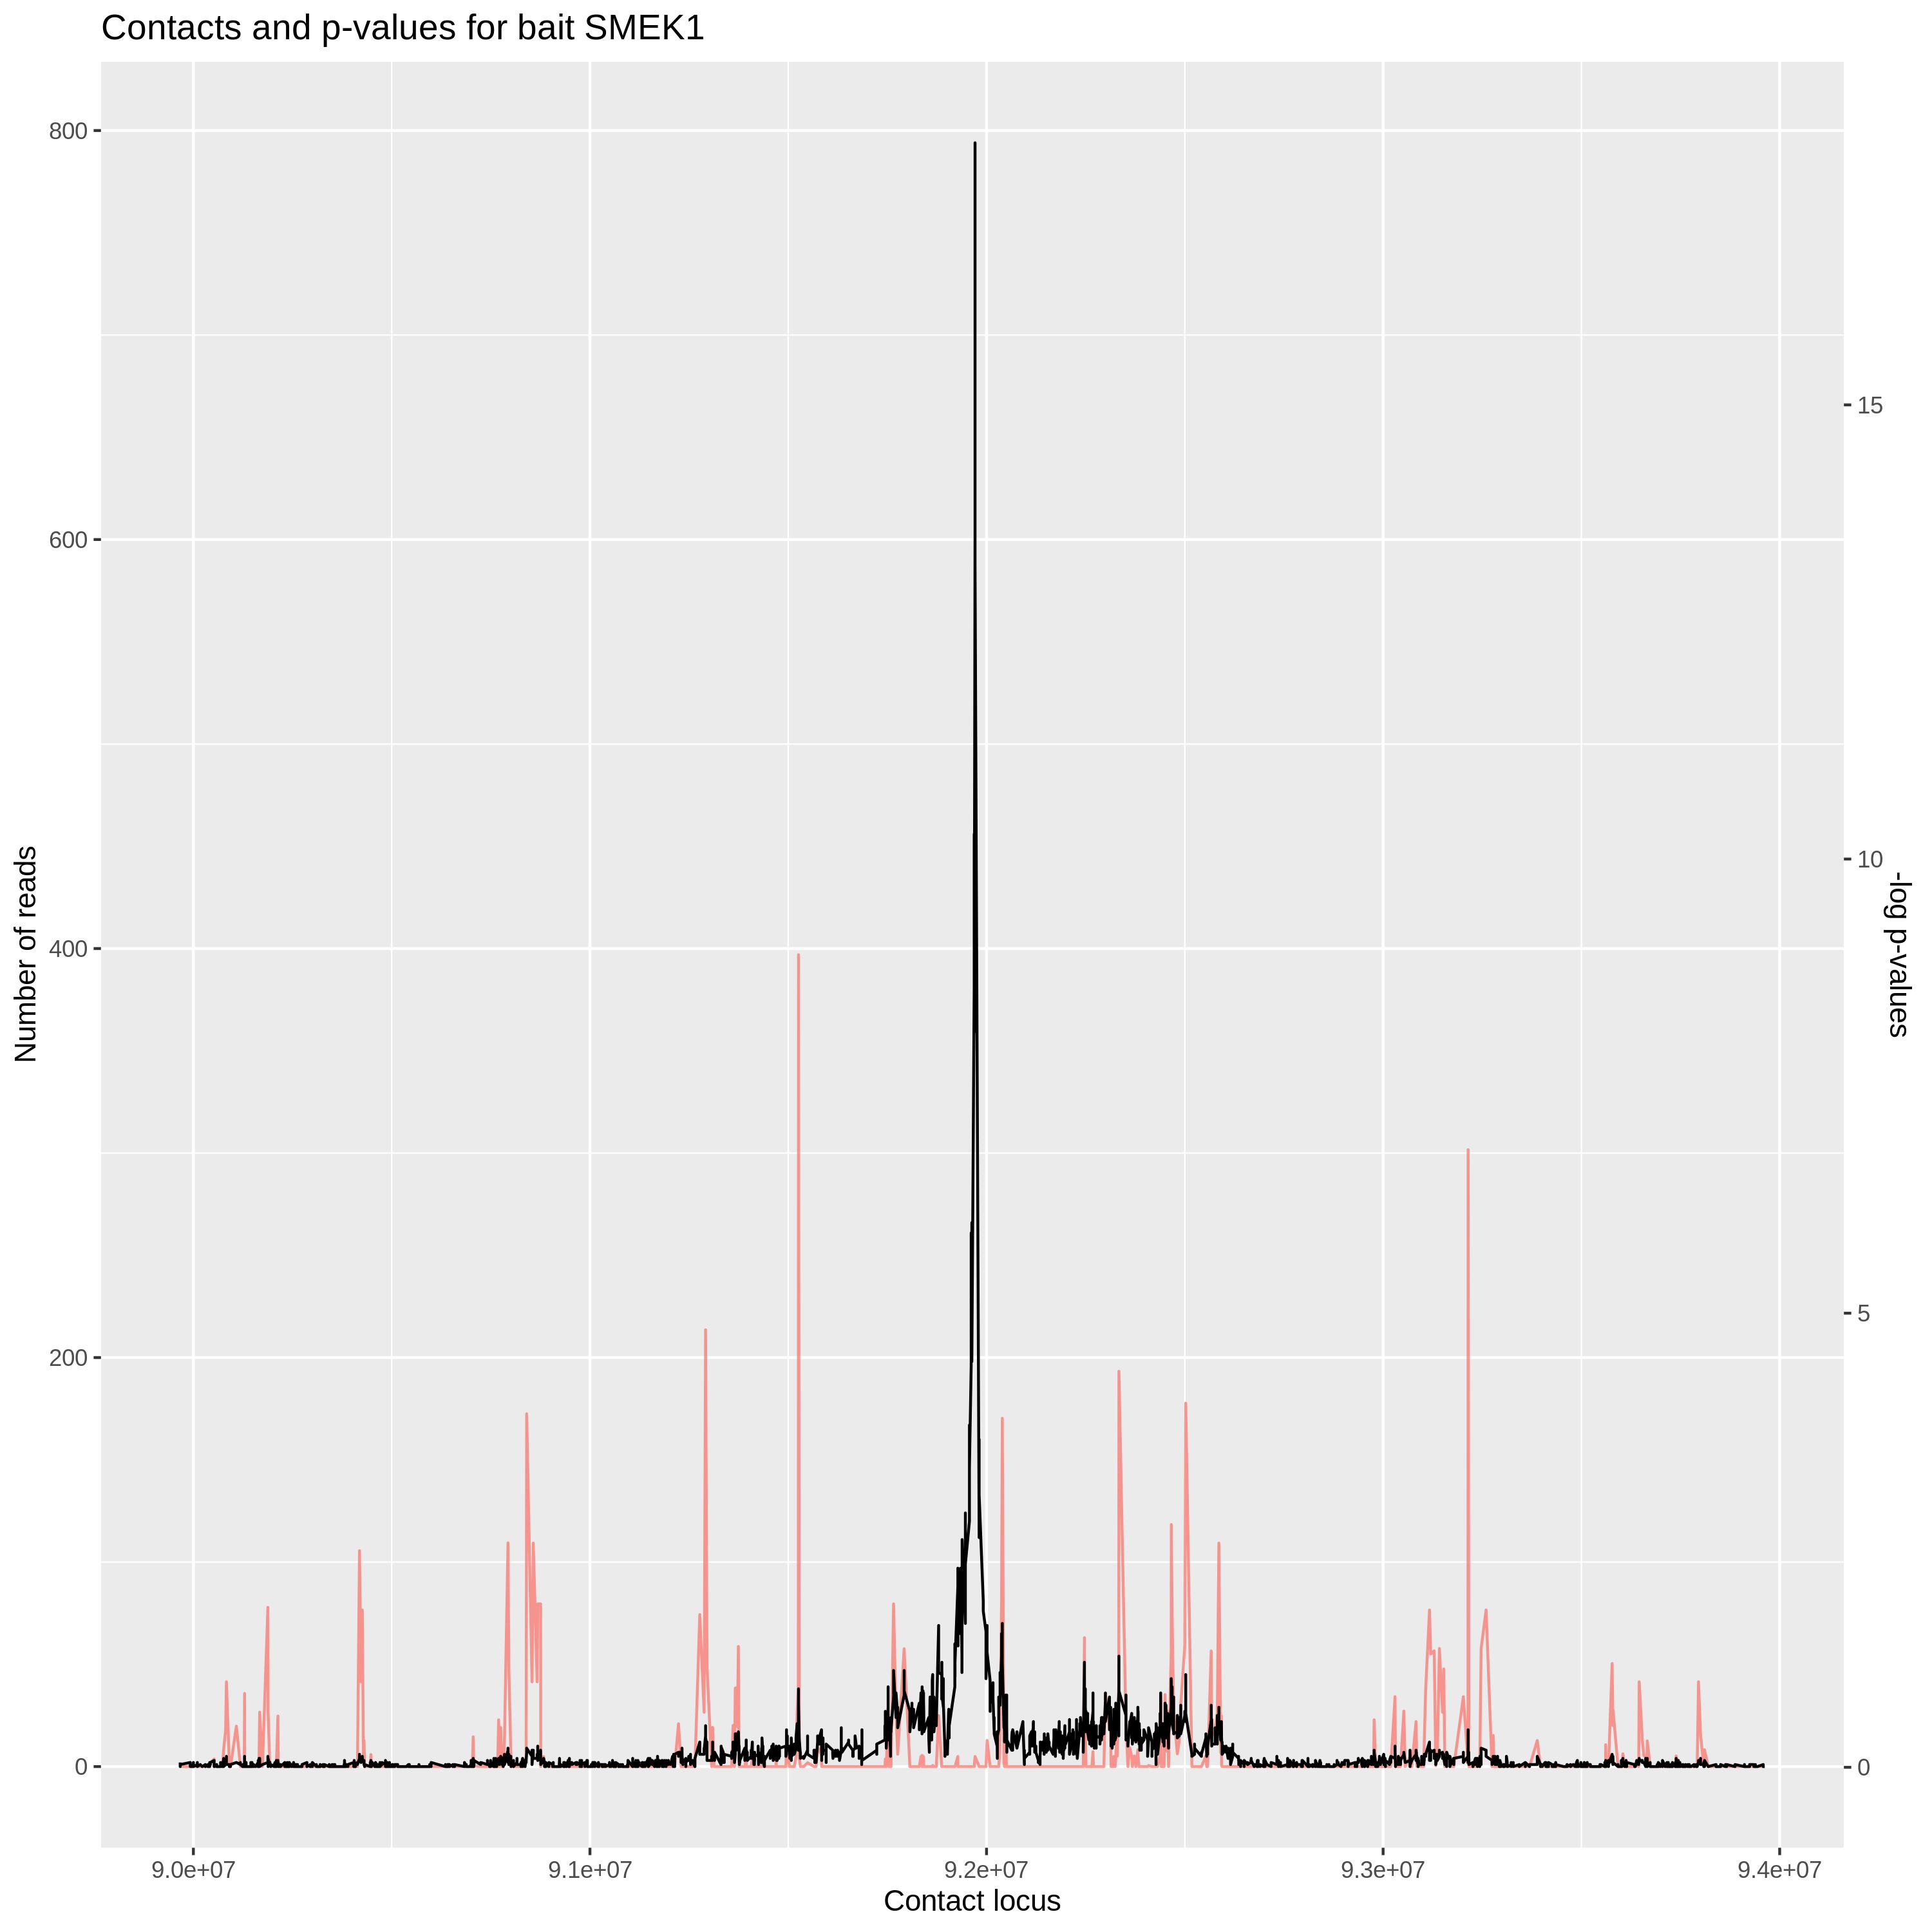 Contacts and p-values for bait SMEK1
800
600
400
200
0
Number of reads
15
10
5
0
-log p-values
9.0e+07
9.1e+07
9.2e+07
9.3e+07
9.4e+07
Contact locus